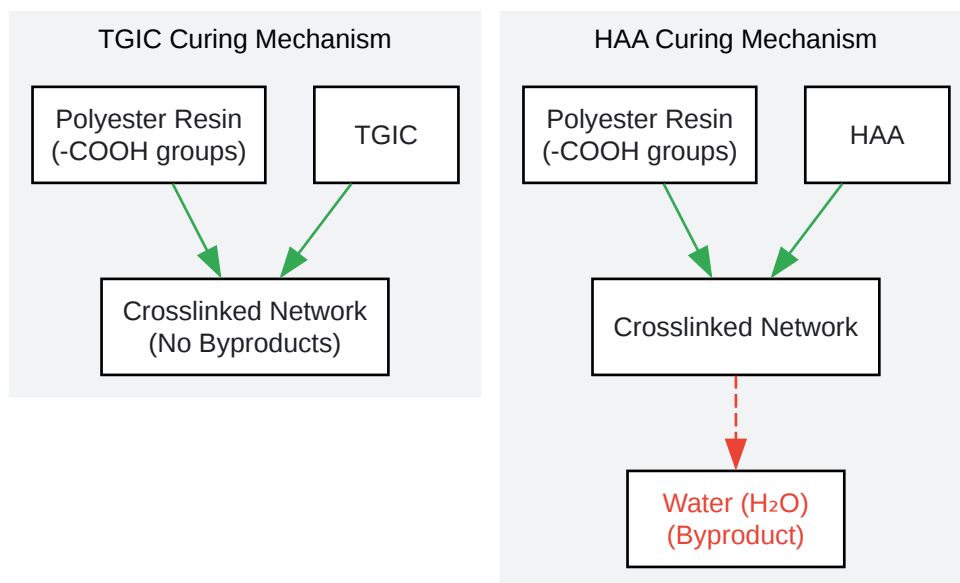 TGIC Curing Mechanism
Polyester Resin
(-COOH groups)
TGIC
Crosslinked Network
(No Byproducts)
HAA Curing Mechanism
Polyester Resin
(-COOH groups)
HAA
Crosslinked Network
Water (H₂O)
(Byproduct)